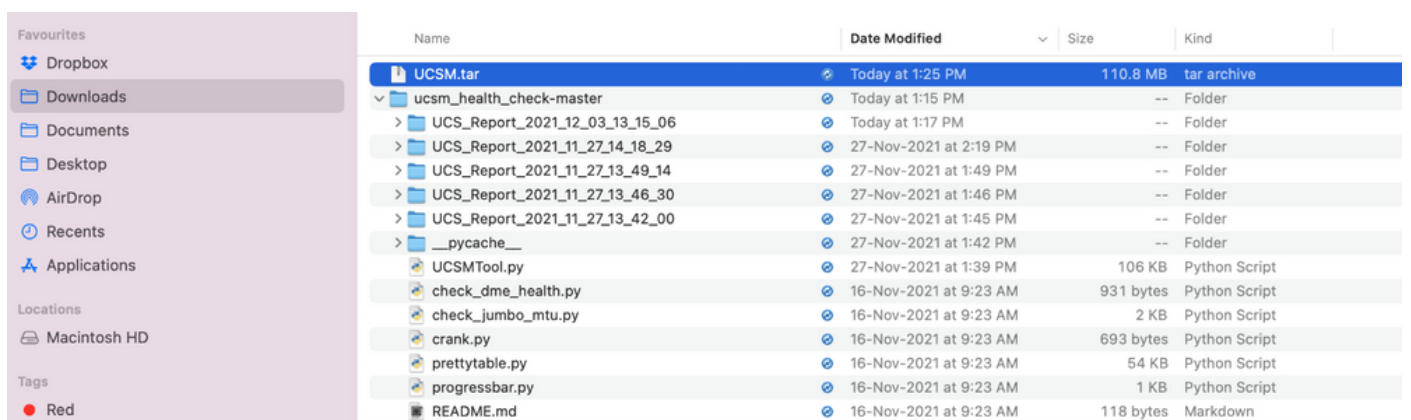 Favourites
Dropbox
Downloads
Documents
Desktop
AirDrop
Recents
Applications
Locations
Macintosh HD
Tags
Red
Name Date Modified Size Kind
UCSM.tar Today at 1:25 PM 110.8 MB tar archive
ucsm_health_check-master Today at 1:15 PM -- Folder
UCS_Report_2021_12_03_13_15_06 Today at 1:17 PM -- Folder
UCS_Report_2021_11_27_14_18_29 27-Nov-2021 at 2:19 PM -- Folder
UCS_Report_2021_11_27_13_49_14 27-Nov-2021 at 1:49 PM -- Folder
UCS_Report_2021_11_27_13_46_30 27-Nov-2021 at 1:46 PM -- Folder
UCS_Report_2021_11_27_13_42_00 27-Nov-2021 at 1:45 PM -- Folder
__pycache__ 27-Nov-2021 at 1:42 PM -- Folder
UCSMTool.py 27-Nov-2021 at 1:39 PM 106 KB Python Script
check_dme_health.py 16-Nov-2021 at 9:23 AM 931 bytes Python Script
check_jumbo_mtu.py 16-Nov-2021 at 9:23 AM 2 KB Python Script
crank.py 16-Nov-2021 at 9:23 AM 693 bytes Python Script
prettytable.py 16-Nov-2021 at 9:23 AM 54 KB Python Script
progressbar.py 16-Nov-2021 at 9:23 AM 1 KB Python Script
README.md 16-Nov-2021 at 9:23 AM 118 bytes Markdown